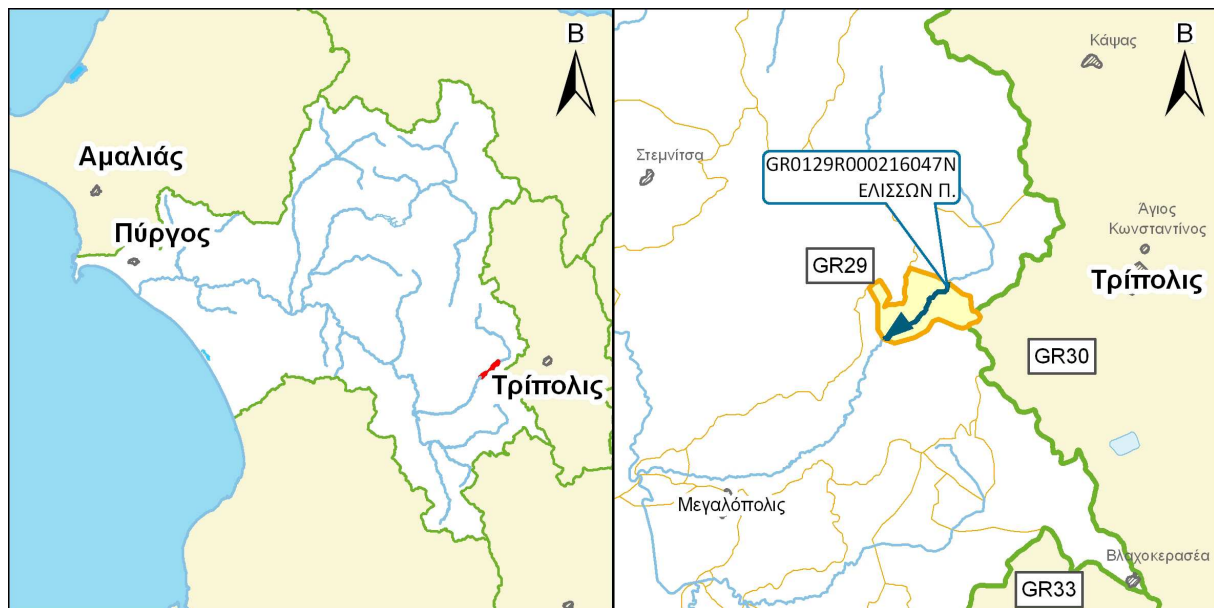 Β
Αμαλιάς
Πύργος
Τρίπολις
Β
Κάψας
Στεμνίτσα
GR0129R000216047N
ΕΛΙΣΣΩΝ Π.
Άγιος
Κωνσταντίνος
GR29
Τρίπολις
GR30
Μεγαλόπολις
Βλαχοκερασέα
GR33